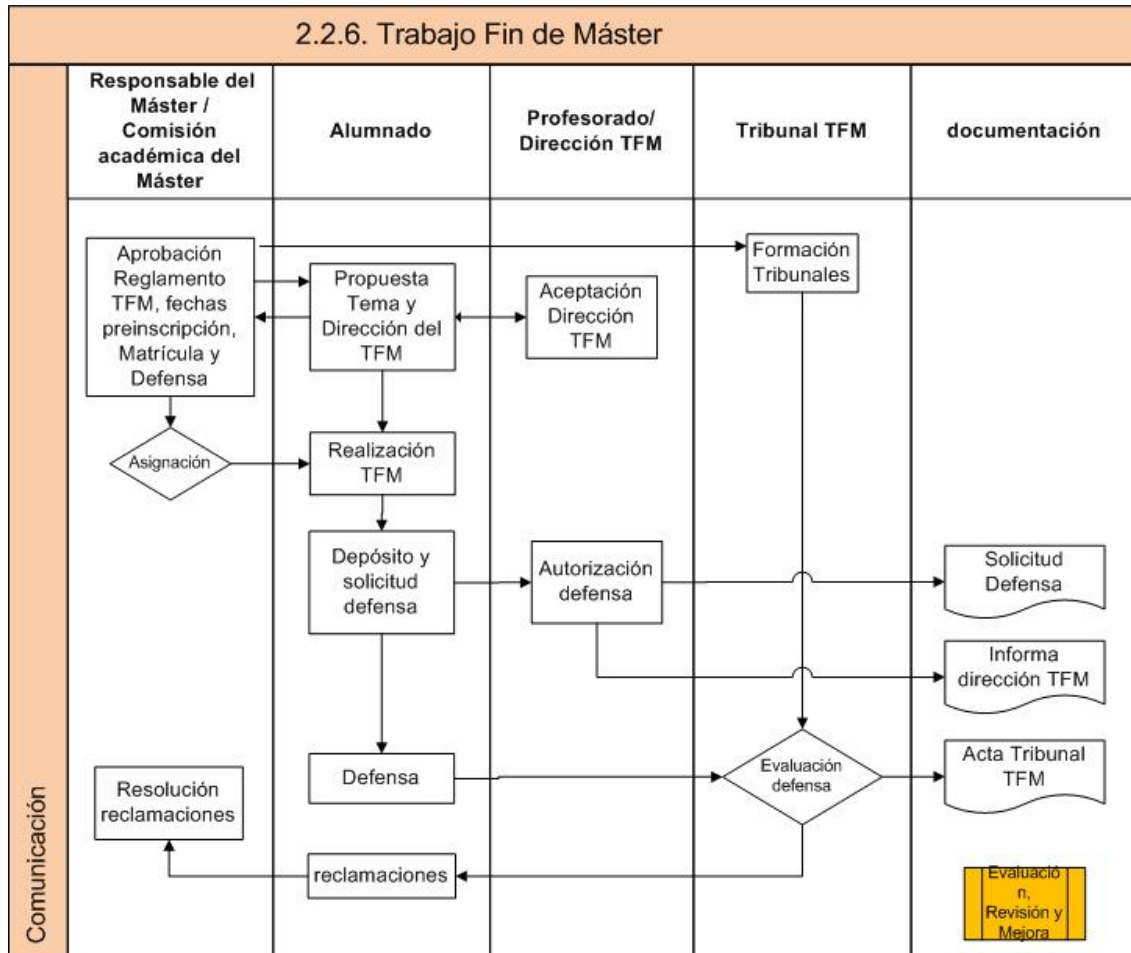 2.2.6. Trabajo Fin de Máster
Responsable del
Máster /
Comisión
académica del
Máster
Alumnado
Profesorado/
Dirección TFM
Tribunal TFM
documentación
Aprobación
Reglamento
TFM, fechas
preinscripción,
Matrícula y
Defensa
Propuesta
Tema y
Dirección del
TFM
Aceptación
Dirección
TFM
Formación
Tribunales
Asignación
Realización
TFM
Depósito y
solicitud
defensa
Autorización
defensa
Solicitud
Defensa
Informa
dirección TFM
Defensa
Evaluación
defensa
Acta Tribunal
TFM
Resolución
reclamaciones
reclamaciones
Evaluació
n,
Revisión y
Mejora
Comunicación